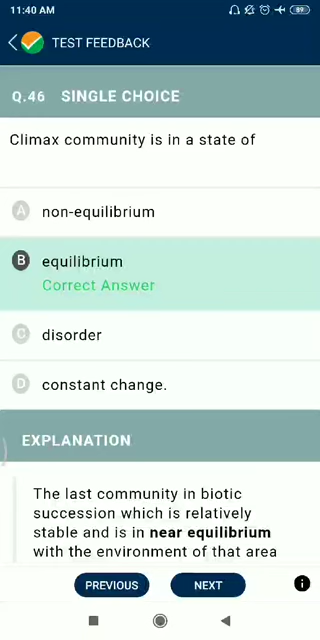 11:40 AM
89
TEST FEEDBACK
Q.46 SINGLE CHOICE
Climax community is in a state of
A non-equilibrium
B equilibrium
Correct Answer
C disorder
D constant change.
EXPLANATION
The last community in biotic
succession which is relatively
stable and is in near equilibrium
with the environment of that area
PREVIOUS
NEXT